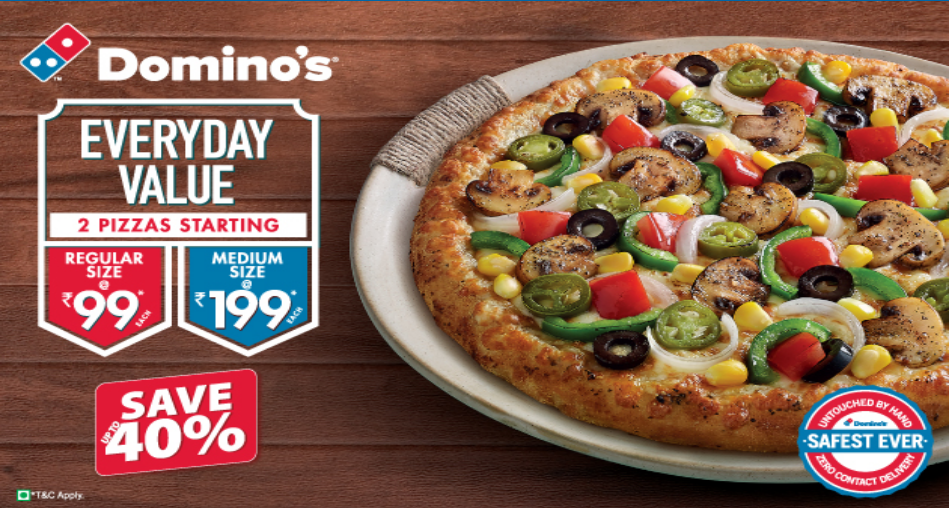 Domino's
EVERYDAY
VALUE
2 PIZZAS STARTING
REGULAR
SIZE
@
₹99*
EACH
MEDIUM
SIZE
@
₹199*
EACH
SAVE
UPTO
40%
*T&C Apply.
UNTOUCHED BY HAND
Domino's
SAFEST EVER
ZERO CONTACT DELIVERY
TM